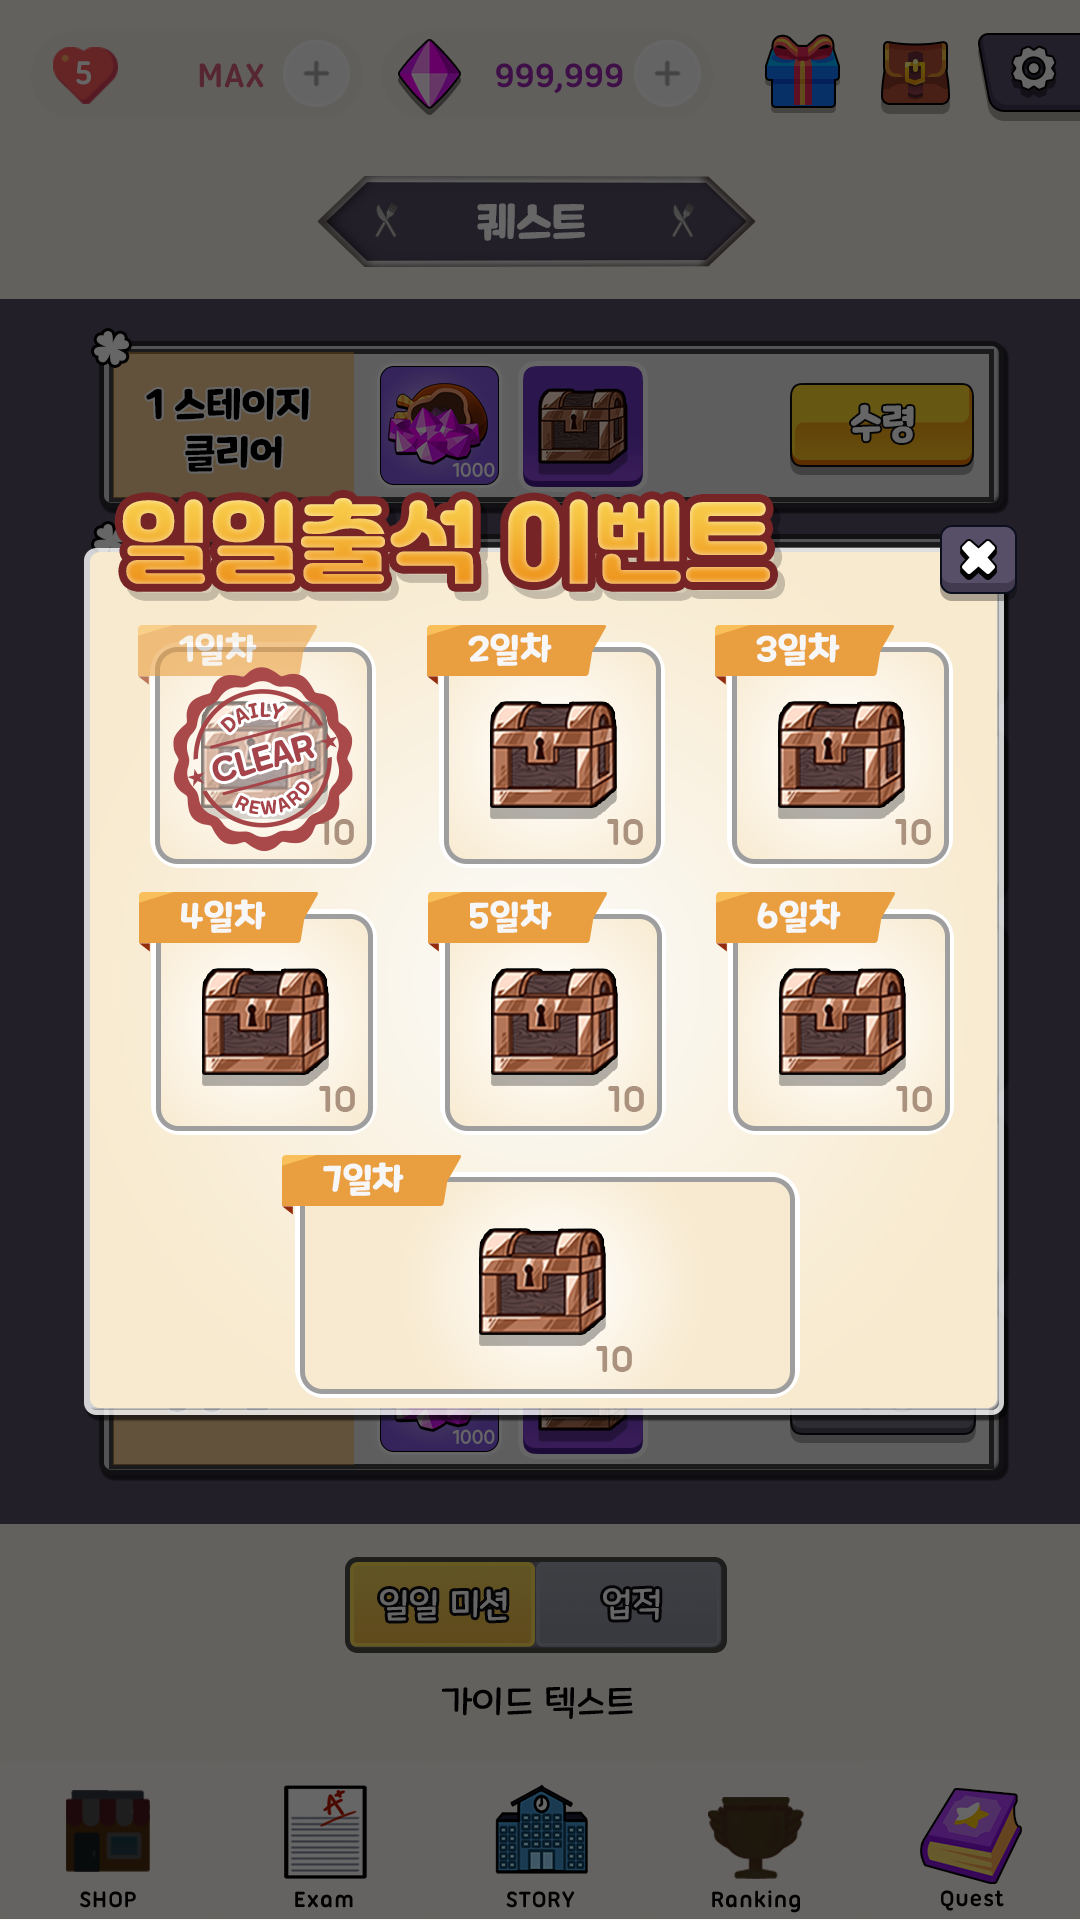 5
MAX
999,999
퀘스트
1 스테이지
클리어
1000
수령
일일출석 이벤트
1일차
DAILY
CLEAR
REWARD
10
2일차
10
3일차
10
4일차
10
5일차
10
6일차
10
7일차
10
1000
일일 미션
업적
가이드 텍스트
A+
SHOP
Exam
STORY
Ranking
Quest